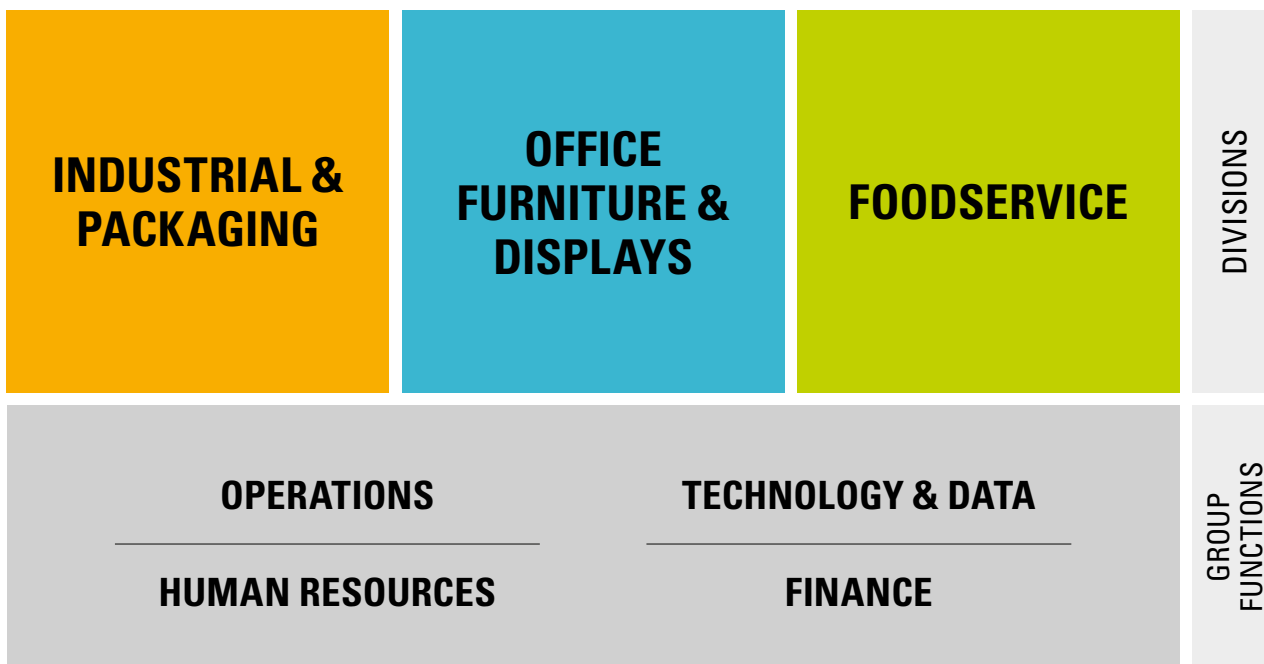 INDUSTRIAL &
PACKAGING
OFFICE
FURNITURE &
DISPLAYS
FOODSERVICE
DIVISIONS
OPERATIONS
TECHNOLOGY & DATA
HUMAN RESOURCES
FINANCE
GROUP
FUNCTIONS